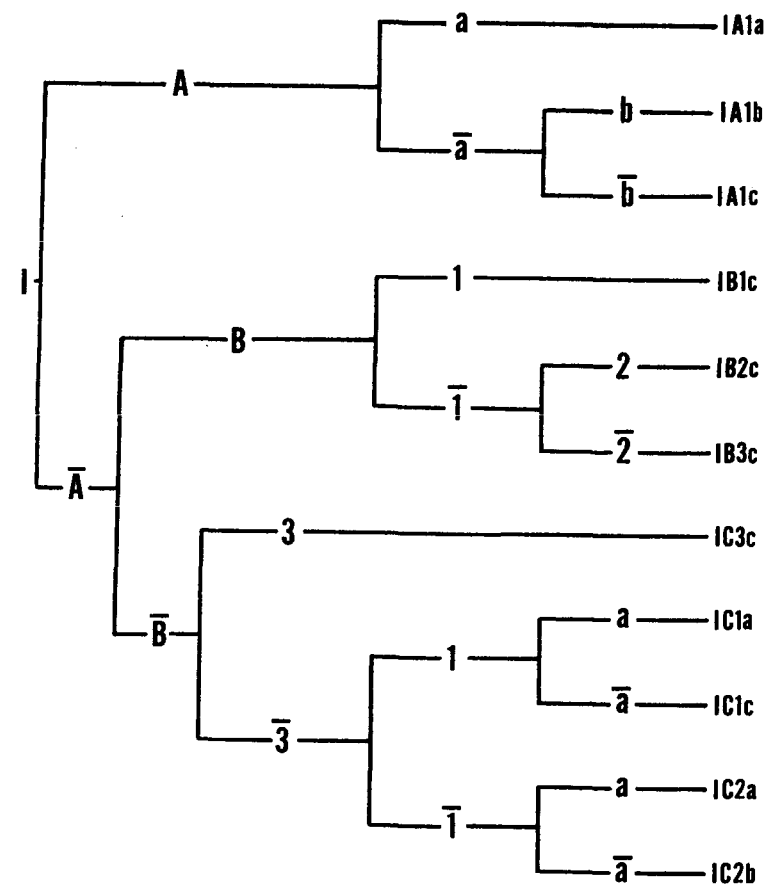 a IA1a
A
b IA1b
a̅
b̅ IA1c
I
1 IB1c
B
2 IB2c
1̅
2̅ IB3c
A̅
3 IC3c
a IC1a
B̅
1
a̅ IC1c
3̅
a IC2a
1̅
a̅ IC2b